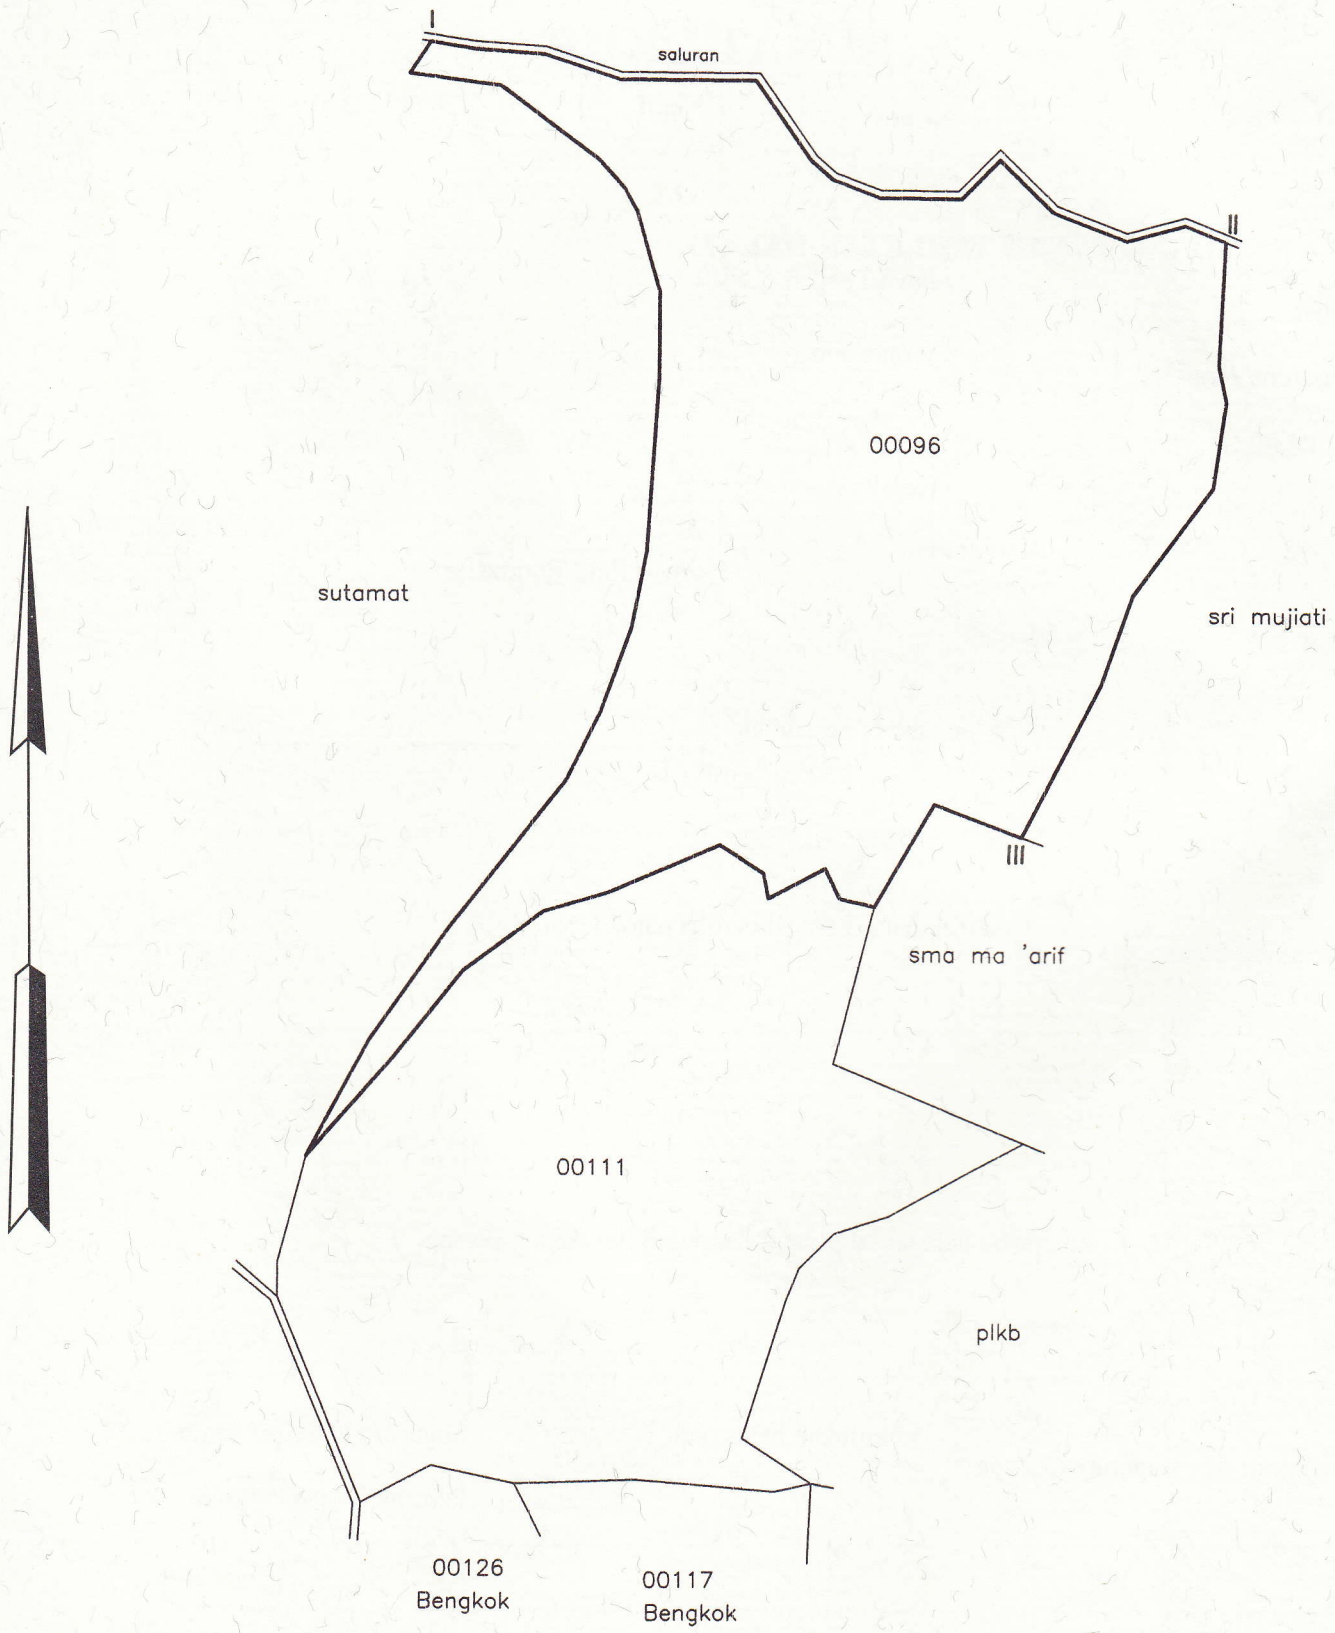 I
saluran
II
00096
sutamat
sri mujiati
III
sma ma 'arif
00111
plkb
00126
Bengkok
00117
Bengkok